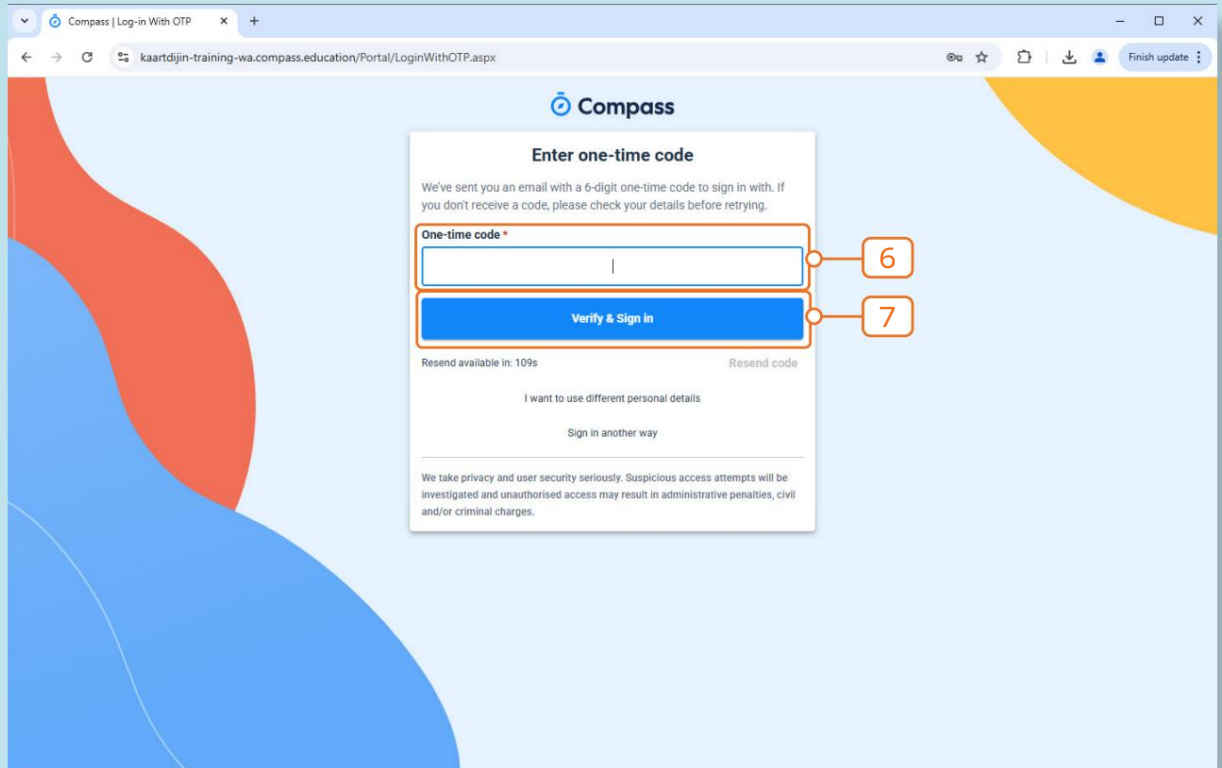 Compass | Log-in With OTP
kaartdijin-training-wa.compass.education/Portal/LoginWithOTP.aspx
Finish update
Compass
Enter one-time code
We've sent you an email with a 6-digit one-time code to sign in with. If
you don't receive a code, please check your details before retrying.
One-time code *
6
Verify & Sign in
7
Resend available in: 109s
Resend code
I want to use different personal details
Sign in another way
We take privacy and user security seriously. Suspicious access attempts will be
investigated and unauthorised access may result in administrative penalties, civil
and/or criminal charges.